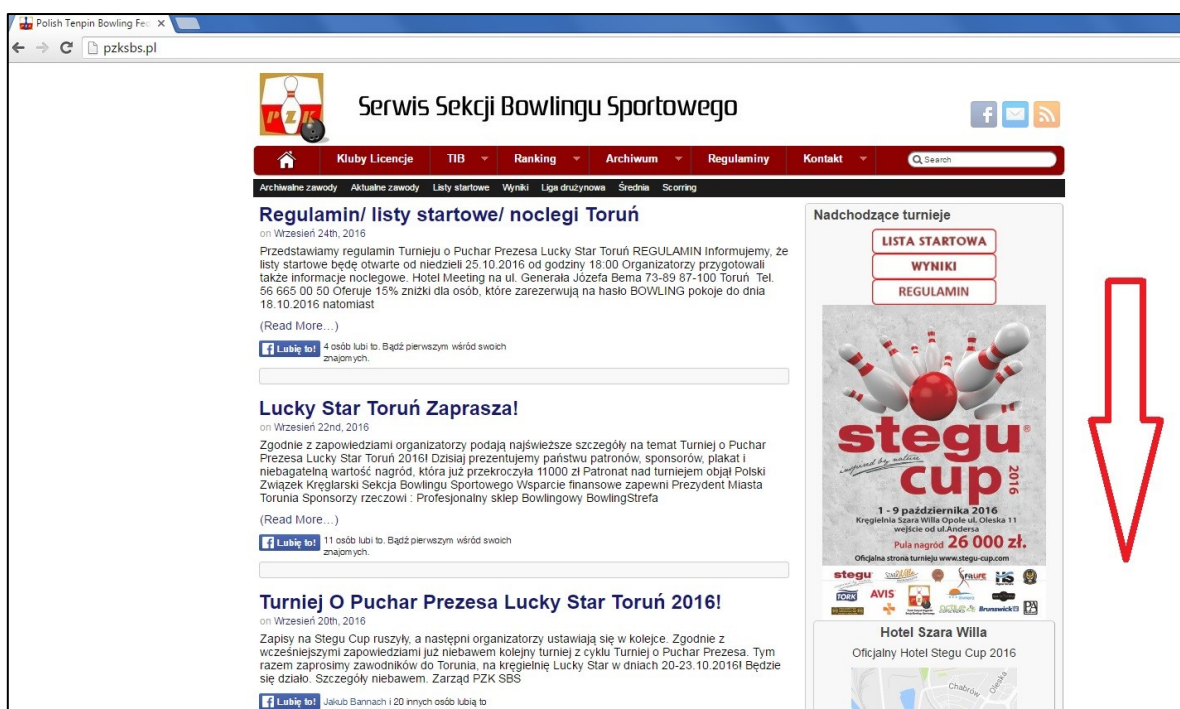 Polish Tenpin Bowling Fec
pzksbs.pl
PZK
Serwis Sekcji Bowlingu Sportowego
Kluby Licencje TIB Ranking Archiwum Regulaminy Kontakt Search
Archiwalne zawody Aktualne zawody Listy startowe Wyniki Liga drużynowa Średnia Scorring
Regulamin/ listy startowe/ noclegi Toruń
on Wrzesień 24th, 2016
Przedstawiamy regulamin Turnieju o Puchar Prezesa Lucky Star Toruń REGULAMIN Informujemy, że
listy startowe będę otwarte od niedzieli 25.10.2016 od godziny 18:00 Organizatorzy przygotowali
także informacje noclegowe. Hotel Meeting na ul. Generała Józefa Bema 73-89 87-100 Toruń Tel.
56 665 00 50 Oferuje 15% zniżki dla osób, które zarezerwują na hasło BOWLING pokoje do dnia
18.10.2016 natomiast
(Read More…)
Lubię to! 4 osób lubi to. Bądź pierwszym wśród swoich
znajomych.
Lucky Star Toruń Zaprasza!
on Wrzesień 22nd, 2016
Zgodnie z zapowiedziami organizatorzy podają najświeższe szczegóły na temat Turniej o Puchar
Prezesa Lucky Star Toruń 2016! Dzisiaj prezentujemy państwu patronów, sponsorów, plakat i
niebagatelną wartość nagród, która już przekroczyła 11000 zł Patronat nad turniejem objął Polski
Związek Kręglarski Sekcja Bowlingu Sportowego Wsparcie finansowe zapewni Prezydent Miasta
Torunia Sponsorzy rzeczowi : Profesjonalny sklep Bowlingowy BowlingStrefa
(Read More…)
Lubię to! 11 osób lubi to. Bądź pierwszym wśród swoich
znajomych.
Turniej O Puchar Prezesa Lucky Star Toruń 2016!
on Wrzesień 20th, 2016
Zapisy na Stegu Cup ruszyły, a następni organizatorzy ustawiają się w kolejce. Zgodnie z
wcześniejszymi zapowiedziami już niebawem kolejny turniej z cyklu Turniej o Puchar Prezesa. Tym
razem zaprosimy zawodników do Torunia, na kręgielnię Lucky Star w dniach 20-23.10.2016! Będzie
się działo. Szczegóły niebawem. Zarząd PZK SBS
Lubię to! Jakub Bannach i 20 innych osób lubią to
Nadchodzące turnieje
LISTA STARTOWA
WYNIKI
REGULAMIN
stegu®
inspired by nature
cup 2016
1 - 9 października 2016
Kręgielnia Szara Willa Opole ul. Oleska 11
wejście od ul.Andersa
Pula nagród 26 000 zł.
Oficjalna strona turnieju www.stegu-cup.com
stegu HS
TORK AVIS
Brunswick
Hotel Szara Willa
Oficjalny Hotel Stegu Cup 2016
Chabrów Oleska